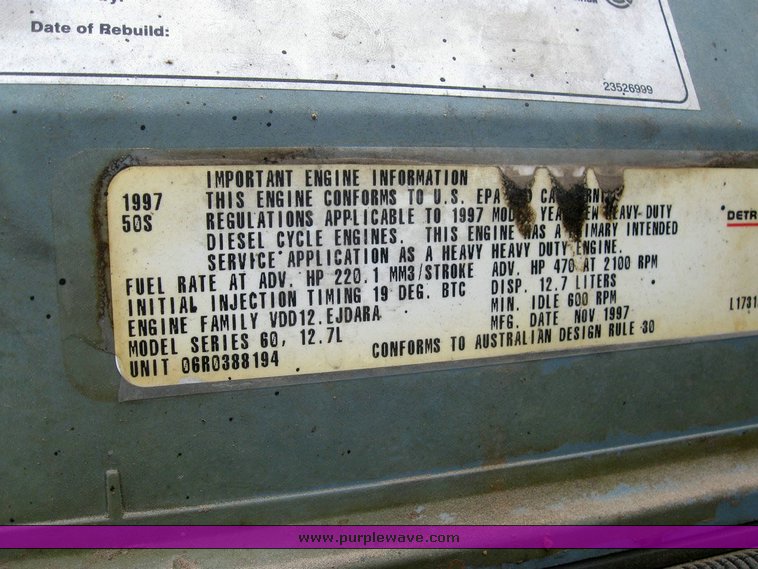 Date of Rebuild:
23526999
IMPORTANT ENGINE INFORMATION
1997 THIS ENGINE CONFORMS TO U.S. EPA
50S REGULATIONS APPLICABLE TO 1997 HEAVY-DUTY
DIESEL CYCLE ENGINES. THIS ENGINE HAS A PRIMARY INTENDED
SERVICE APPLICATION AS A HEAVY HEAVY DUTY ENGINE.
FUEL RATE AT ADV. HP 220.1 MM3/STROKE ADV. HP 470 AT 2100 RPM
INITIAL INJECTION TIMING 19 DEG. BTC DISP. 12.7 LITERS
ENGINE FAMILY VDD12.EJDARA MIN. IDLE 600 RPM
MODEL SERIES 60, 12.7L MFG. DATE NOV 1997
UNIT 06R0388194 CONFORMS TO AUSTRALIAN DESIGN RULE 30
DETR
L1731
www.purplewave.com